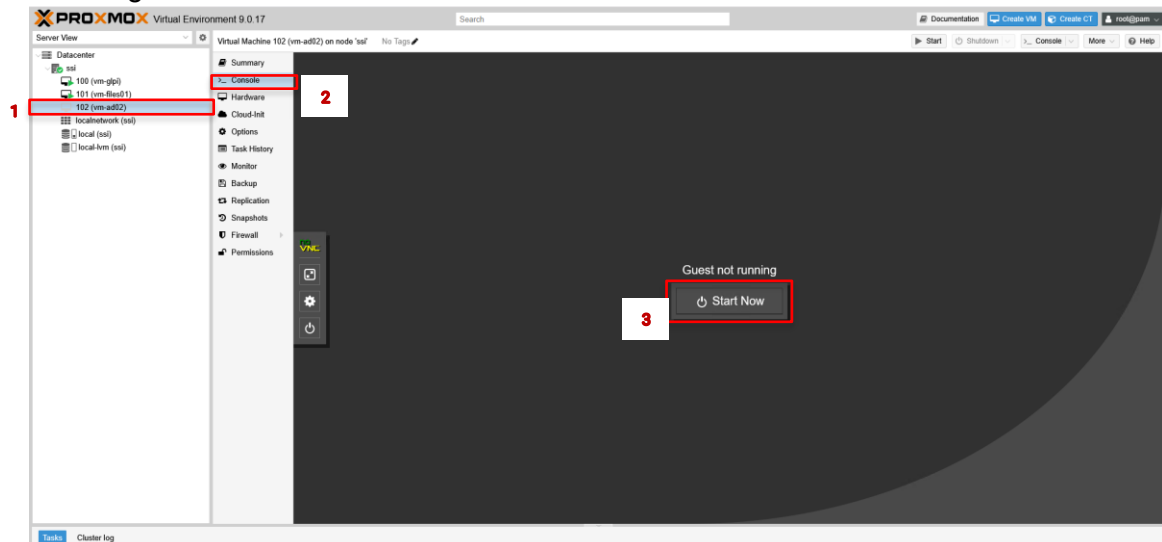 PROXMOX Virtual Environment 9.0.17
Search
Documentation
Create VM
Create CT
root@pam
Server View
Virtual Machine 102 (vm-ad02) on node 'ssi'
No Tags
Start
Shutdown
>_ Console
More
Help
Datacenter
ssi
100 (vm-glpi)
101 (vm-files01)
102 (vm-ad02)
localnetwork (ssi)
local (ssi)
local-lvm (ssi)
1
Summary
>_ Console
Hardware
Cloud-Init
Options
Task History
Monitor
Backup
Replication
Snapshots
Firewall
Permissions
2
noVNC
Guest not running
Start Now
3
Tasks
Cluster log